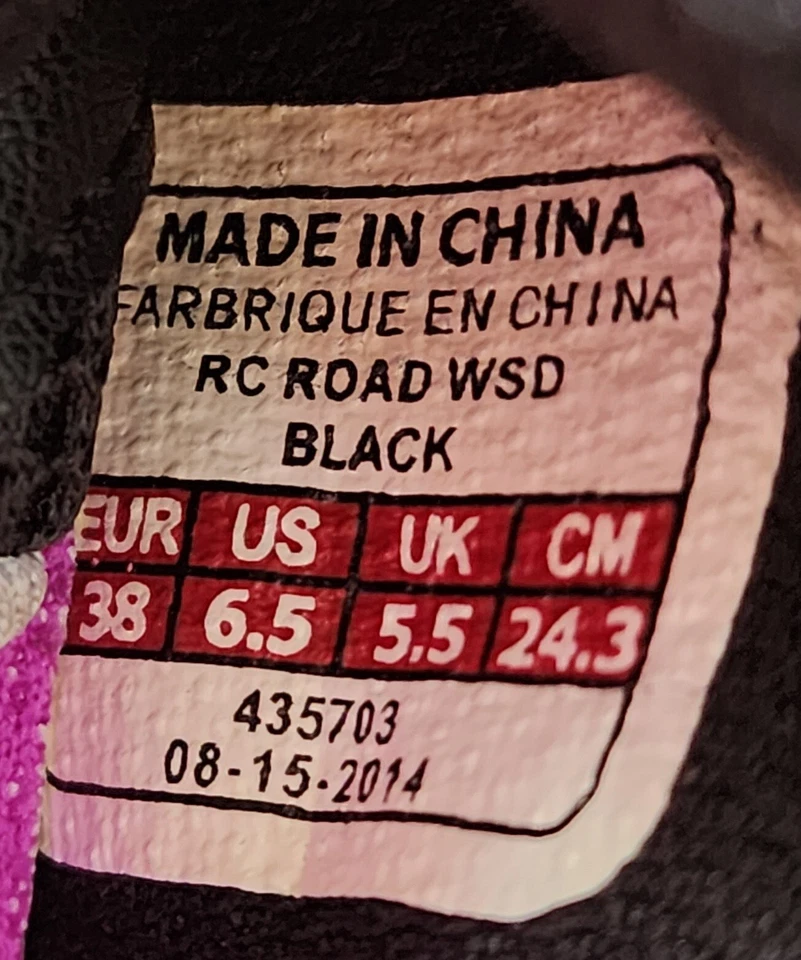 MADE IN CHINA
FARBRIQUE EN CHINA
RC ROAD WSD
BLACK
EUR US UK CM
38 6.5 5.5 24.3
435703
08-15-2014